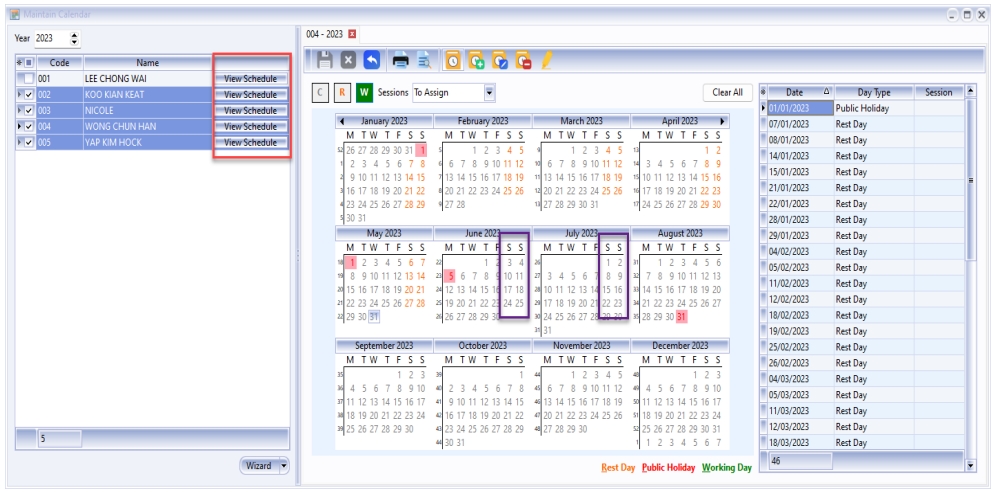 Maintain Calendar
Year 2023
Code Name
001 LEE CHONG WAI View Schedule
002 KOO KIAN KEAT View Schedule
003 NICOLE View Schedule
004 WONG CHUN HAN View Schedule
005 YAP KIM HOCK View Schedule
5
Wizard
004 - 2023
C R W Sessions To Assign Clear All
January 2023 February 2023 March 2023 April 2023
M T W T F S S M T W T F S S M T W T F S S M T W T F S S
52 26 27 28 29 30 31 1 5 1 2 3 4 5 9 1 2 3 4 5 13 1 2
1 2 3 4 5 6 7 8 6 6 7 8 9 10 11 12 10 6 7 8 9 10 11 12 14 3 4 5 6 7 8 9
2 9 10 11 12 13 14 15 7 13 14 15 16 17 18 19 11 13 14 15 16 17 18 19 15 10 11 12 13 14 15 16
3 16 17 18 19 20 21 22 8 20 21 22 23 24 25 26 12 20 21 22 23 24 25 26 16 17 18 19 20 21 22 23
4 23 24 25 26 27 28 29 9 27 28 13 27 28 29 30 31 17 24 25 26 27 28 29 30
5 30 31
May 2023 June 2023 July 2023 August 2023
M T W T F S S M T W T F S S M T W T F S S M T W T F S S
18 1 2 3 4 5 6 7 22 1 2 3 4 26 1 2 31 1 2 3 4 5 6
19 8 9 10 11 12 13 14 23 5 6 7 8 9 10 11 27 3 4 5 6 7 8 9 32 7 8 9 10 11 12 13
20 15 16 17 18 19 20 21 24 12 13 14 15 16 17 18 28 10 11 12 13 14 15 16 33 14 15 16 17 18 19 20
21 22 23 24 25 26 27 28 25 19 20 21 22 23 24 25 29 17 18 19 20 21 22 23 34 21 22 23 24 25 26 27
22 29 30 31 26 26 27 28 29 30 30 24 25 26 27 28 29 30 35 28 29 30 31
31 31
September 2023 October 2023 November 2023 December 2023
M T W T F S S M T W T F S S M T W T F S S M T W T F S S
35 1 2 3 39 1 44 1 2 3 4 5 48 1 2 3
36 4 5 6 7 8 9 10 40 2 3 4 5 6 7 8 45 6 7 8 9 10 11 12 49 4 5 6 7 8 9 10
37 11 12 13 14 15 16 17 41 9 10 11 12 13 14 15 46 13 14 15 16 17 18 19 50 11 12 13 14 15 16 17
38 18 19 20 21 22 23 24 42 16 17 18 19 20 21 22 47 20 21 22 23 24 25 26 51 18 19 20 21 22 23 24
39 25 26 27 28 29 30 43 23 24 25 26 27 28 29 48 27 28 29 30 52 25 26 27 28 29 30 31
44 30 31 1 1 2 3 4 5 6 7
Rest Day Public Holiday Working Day
Date Day Type Session
01/01/2023 Public Holiday
07/01/2023 Rest Day
08/01/2023 Rest Day
14/01/2023 Rest Day
15/01/2023 Rest Day
21/01/2023 Rest Day
22/01/2023 Rest Day
28/01/2023 Rest Day
29/01/2023 Rest Day
04/02/2023 Rest Day
05/02/2023 Rest Day
11/02/2023 Rest Day
12/02/2023 Rest Day
18/02/2023 Rest Day
19/02/2023 Rest Day
25/02/2023 Rest Day
26/02/2023 Rest Day
04/03/2023 Rest Day
05/03/2023 Rest Day
11/03/2023 Rest Day
12/03/2023 Rest Day
18/03/2023 Rest Day
46